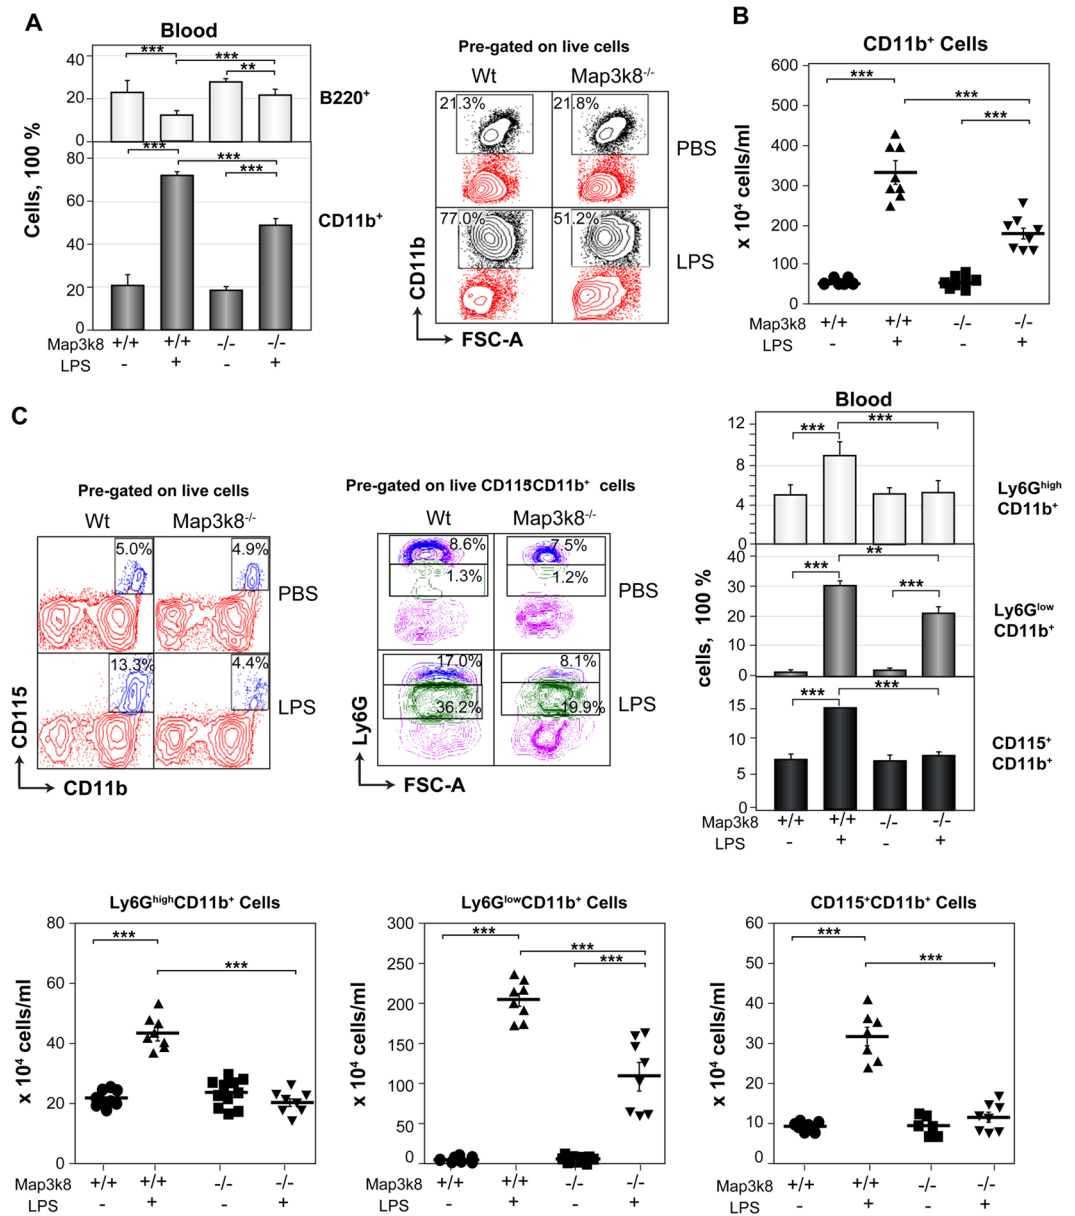 A
Blood
***
***
**
40
20
0
B220⁺
***
***
***
80
60
40
20
0
CD11b⁺
Cells, 100 %
Map3k8 +/+ +/+ -/- -/-
LPS - + - +
Pre-gated on live cells
Wt Map3k8⁻/⁻
21.3% 21.8%
PBS
77.0% 51.2%
LPS
CD11b
FSC-A
B
CD11b⁺ Cells
***
***
***
600
500
400
300
200
100
0
x 10⁴ cells/ml
Map3k8 +/+ +/+ -/- -/-
LPS - + - +
C
Pre-gated on live cells
Wt Map3k8⁻/⁻
5.0% 4.9%
PBS
13.3% 4.4%
LPS
CD115
CD11b
Pre-gated on live CD115⁻CD11b⁺ cells
Wt Map3k8⁻/⁻
8.6% 7.5%
1.3% 1.2%
PBS
17.0% 8.1%
36.2% 19.9%
LPS
Ly6G
FSC-A
Blood
12
8
4
0
*** ***
Ly6Gʰⁱᵍʰ
CD11b⁺
40
30
20
10
0
**
*** ***
Ly6Gˡᵒʷ
CD11b⁺
15
10
5
0
*** ***
CD115⁺
CD11b⁺
cells, 100 %
Map3k8 +/+ +/+ -/- -/-
LPS - + - +
Ly6GʰⁱᵍʰCD11b⁺ Cells
80
60
40
20
0
***
***
x 10⁴ cells/ml
Map3k8 +/+ +/+ -/- -/-
LPS - + - +
Ly6GˡᵒʷCD11b⁺ Cells
300
250
200
150
100
50
0
***
***
***
x 10⁴ cells/ml
Map3k8 +/+ +/+ -/- -/-
LPS - + - +
CD115⁺CD11b⁺ Cells
60
50
40
30
20
10
0
***
***
x 10⁴ cells/ml
Map3k8 +/+ +/+ -/- -/-
LPS - + - +